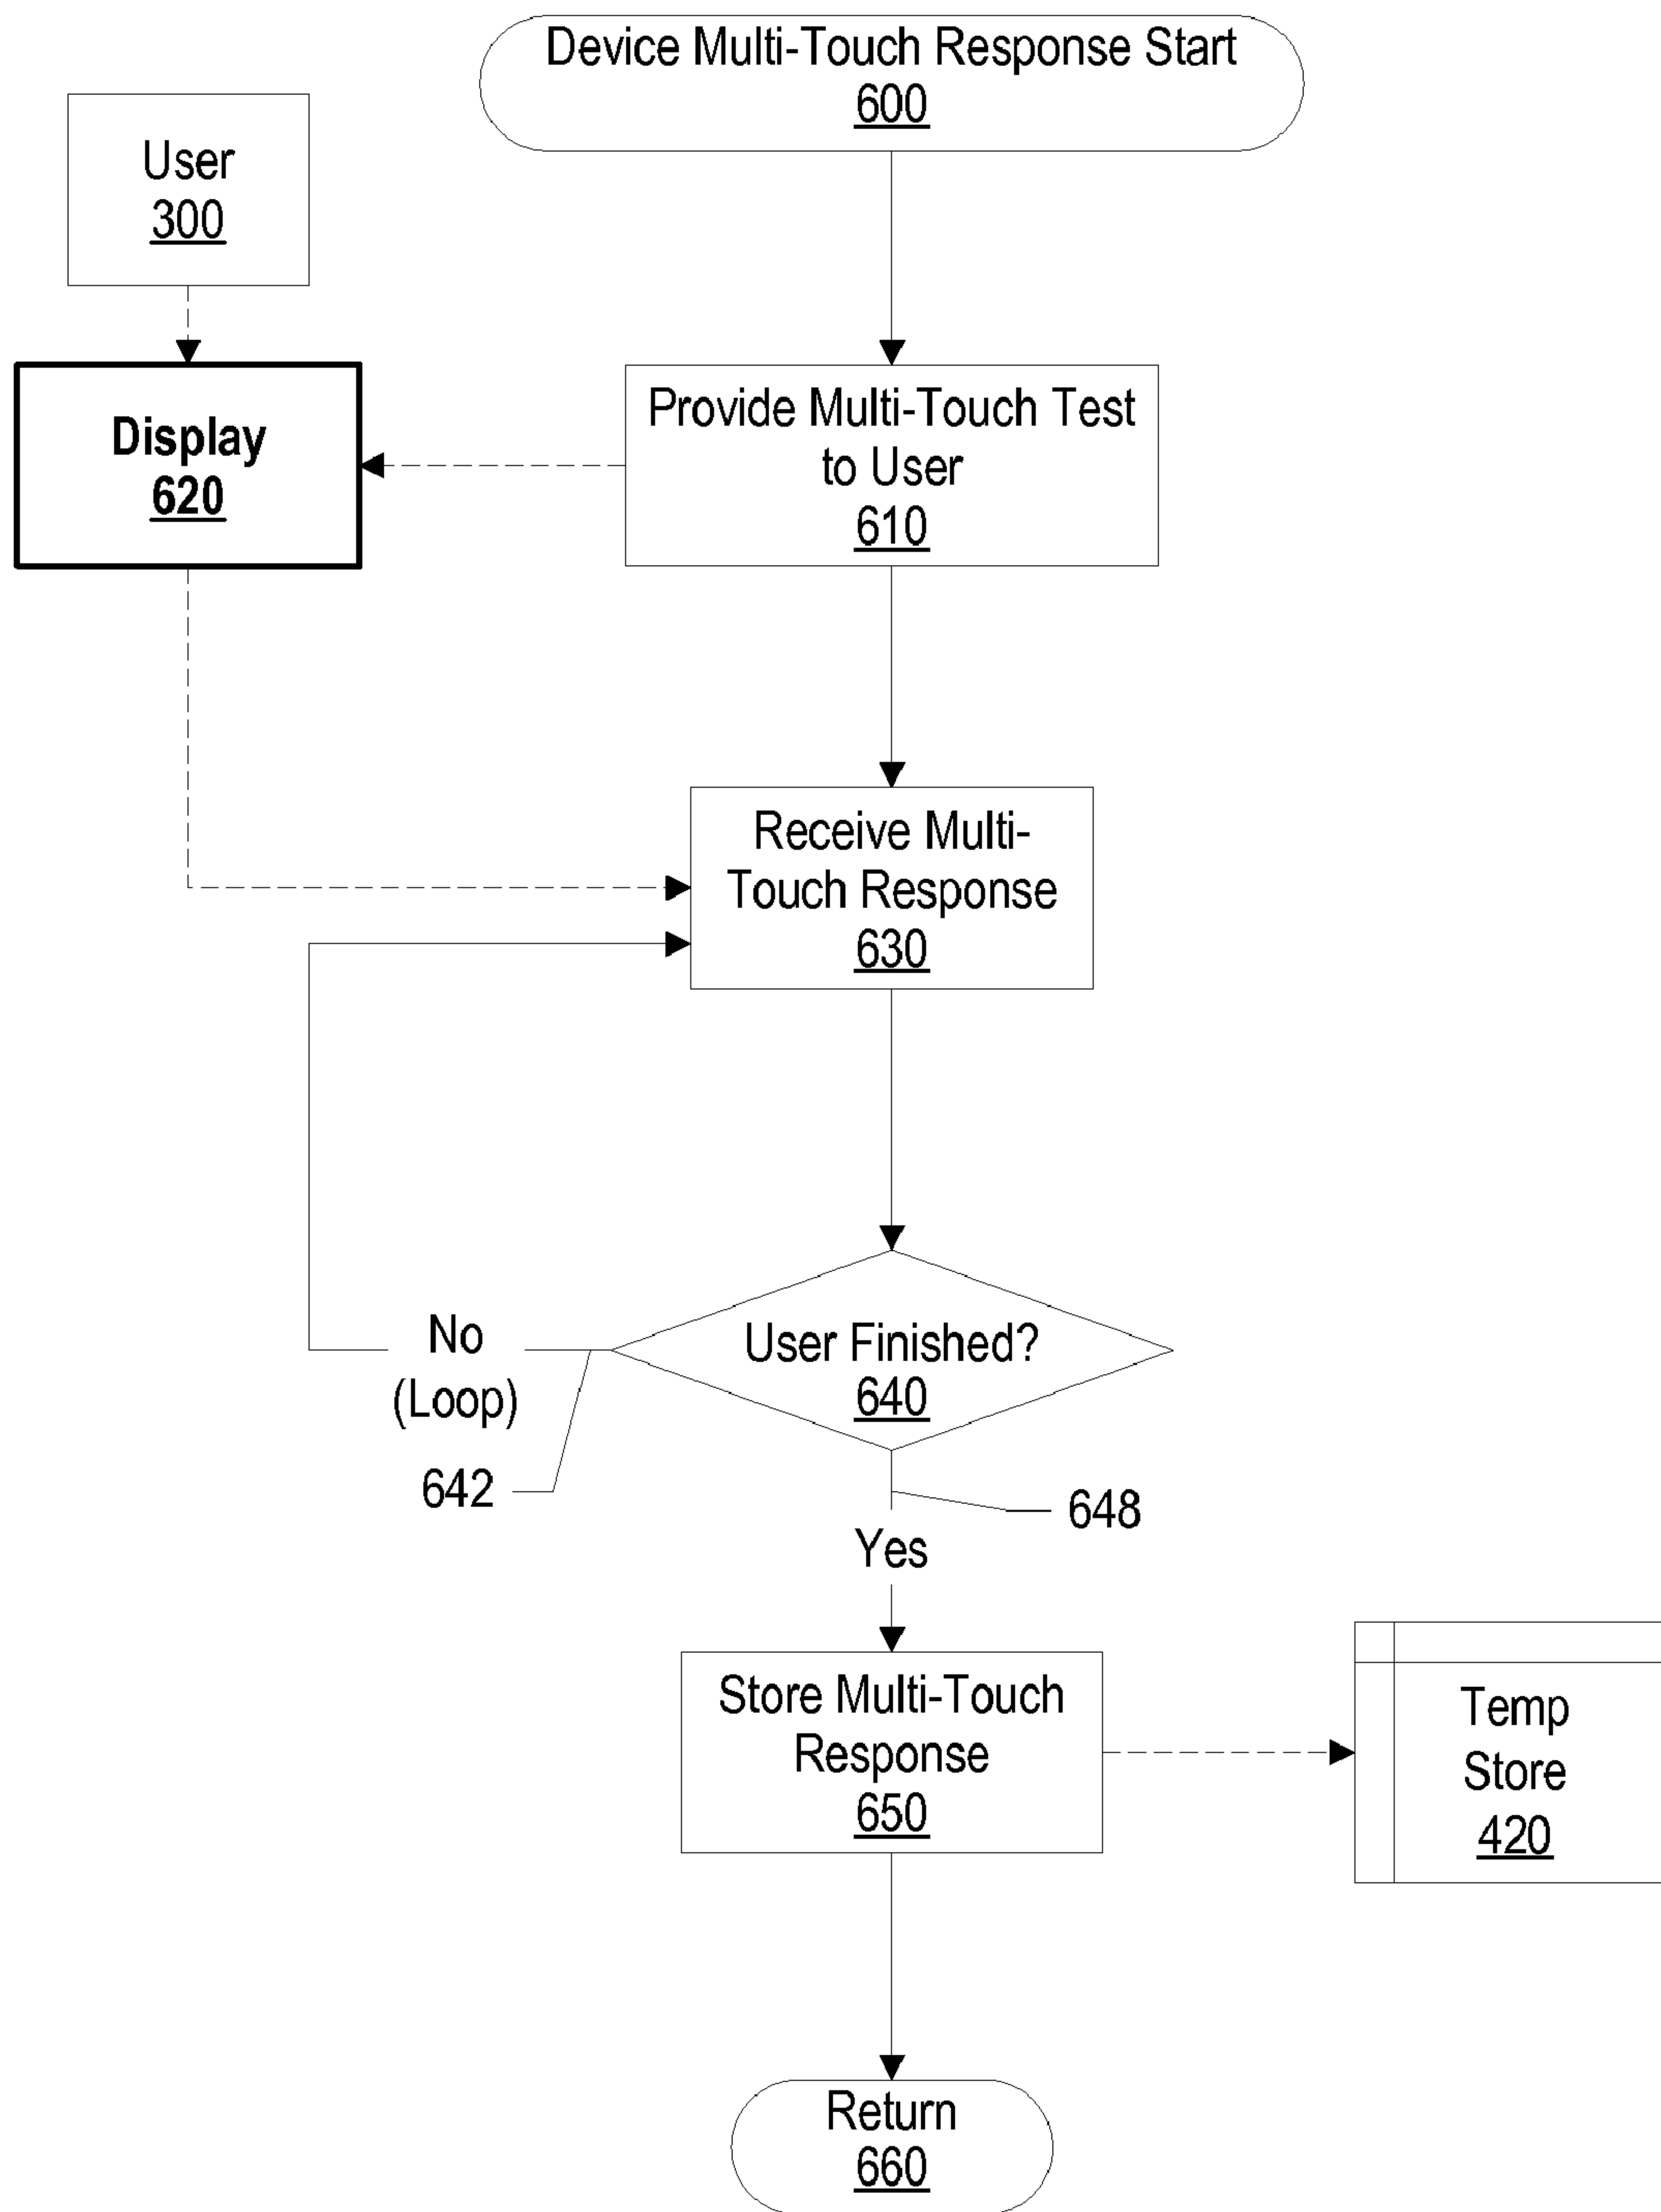 Device Multi-Touch Response Start
600
User
300
Display
620
Provide Multi-Touch Test
to User
610
Receive Multi-
Touch Response
630
User Finished?
640
No
(Loop)
642
648
Yes
Store Multi-Touch
Response
650
Temp
Store
420
Return
660